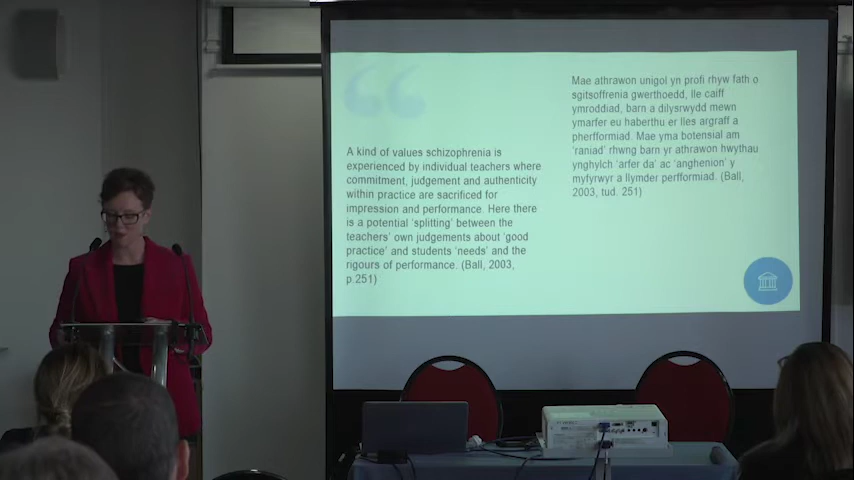 A kind of values schizophrenia is
experienced by individual teachers where
commitment, judgement and authenticity
within practice are sacrificed for
impression and performance. Here there
is a potential ‘splitting’ between the
teachers’ own judgements about ‘good
practice’ and students ‘needs’ and the
rigours of performance. (Ball, 2003,
p.251)
Mae athrawon unigol yn profi rhyw fath o
sgitsoffrenia gwerthoedd, lle caiff
ymroddiad, barn a dilysrwydd mewn
ymarfer eu haberthu er lles argraff a
pherfformiad. Mae yma botensial am
‘raniad’ rhwng barn yr athrawon hwythau
ynghylch ‘arfer da’ ac ‘anghenion’ y
myfyrwyr a llymder perfformiad. (Ball,
2003, tud. 251)